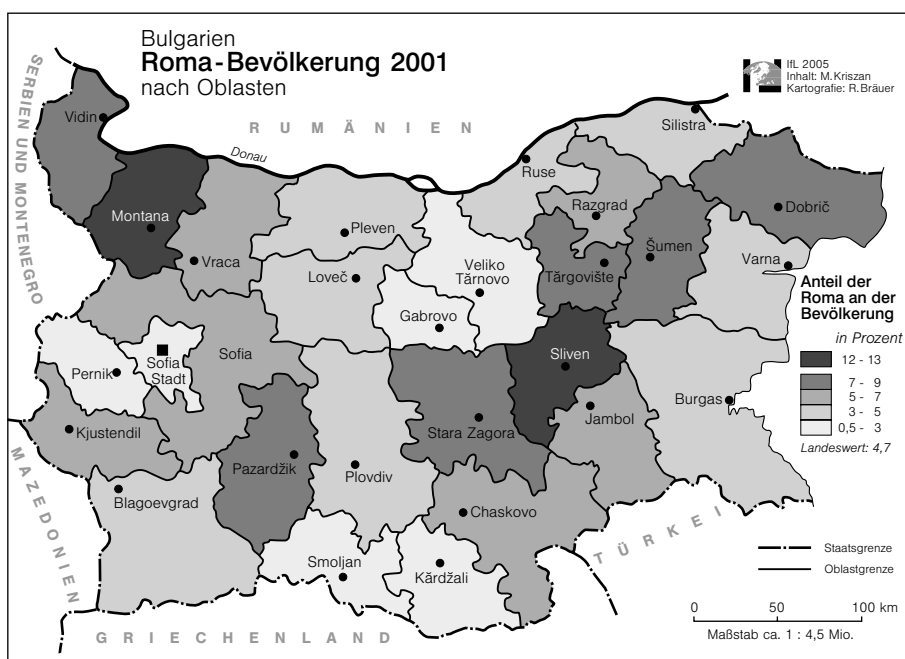 Bulgarien
Roma-Bevölkerung 2001
nach Oblasten
IfL 2005
Inhalt: M.Kriszan
Kartografie: R.Bräuer
SERBIEN UND MONTENEGRO
RUMÄNIEN
Donau
Vidin
Silistra
Ruse
Montana
Pleven
Razgrad
Dobrič
Vraca
Loveč
Veliko
Tărnovo
Tărgovište
Šumen
Varna
Gabrovo
Sofia
Sofia
Stadt
Pernik
Sliven
Burgas
Kjustendil
Stara Zagora
Jambol
Pazardžik
Plovdiv
Blagoevgrad
Chaskovo
Smoljan
Kărdžali
MAZEDONIEN
GRIECHENLAND
TÜRKEI
Anteil der
Roma an der
Bevölkerung
in Prozent
12 - 13
7 - 9
5 - 7
3 - 5
0,5 - 3
Landeswert: 4,7
Staatsgrenze
Oblastgrenze
0 50 100 km
Maßstab ca. 1 : 4,5 Mio.